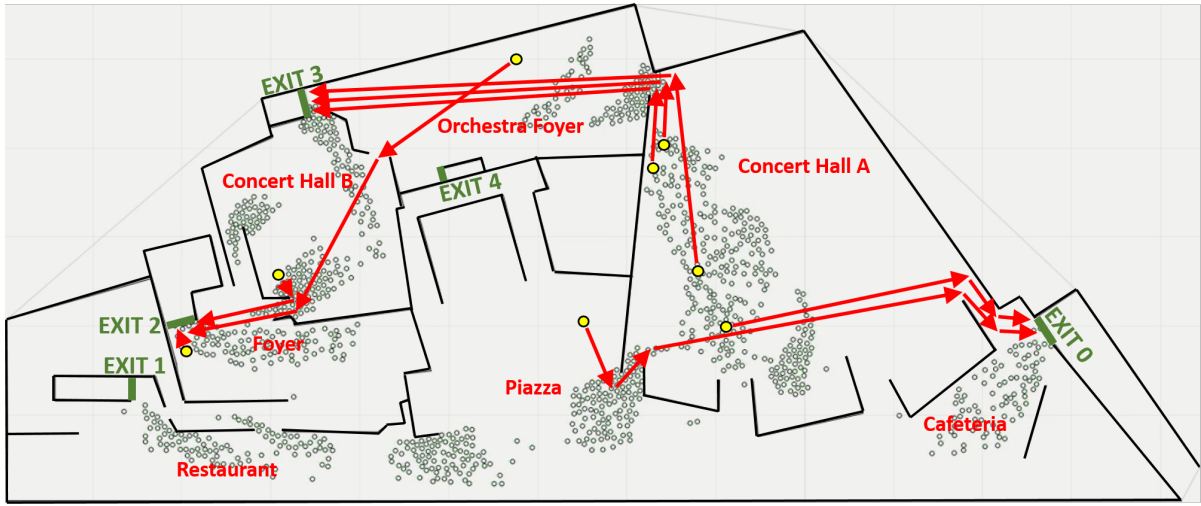 EXIT 3
Orchestra Foyer
Concert Hall A
Concert Hall B
EXIT 4
EXIT 2
Foyer
EXIT 0
EXIT 1
Piazza
Cafeteria
Restaurant